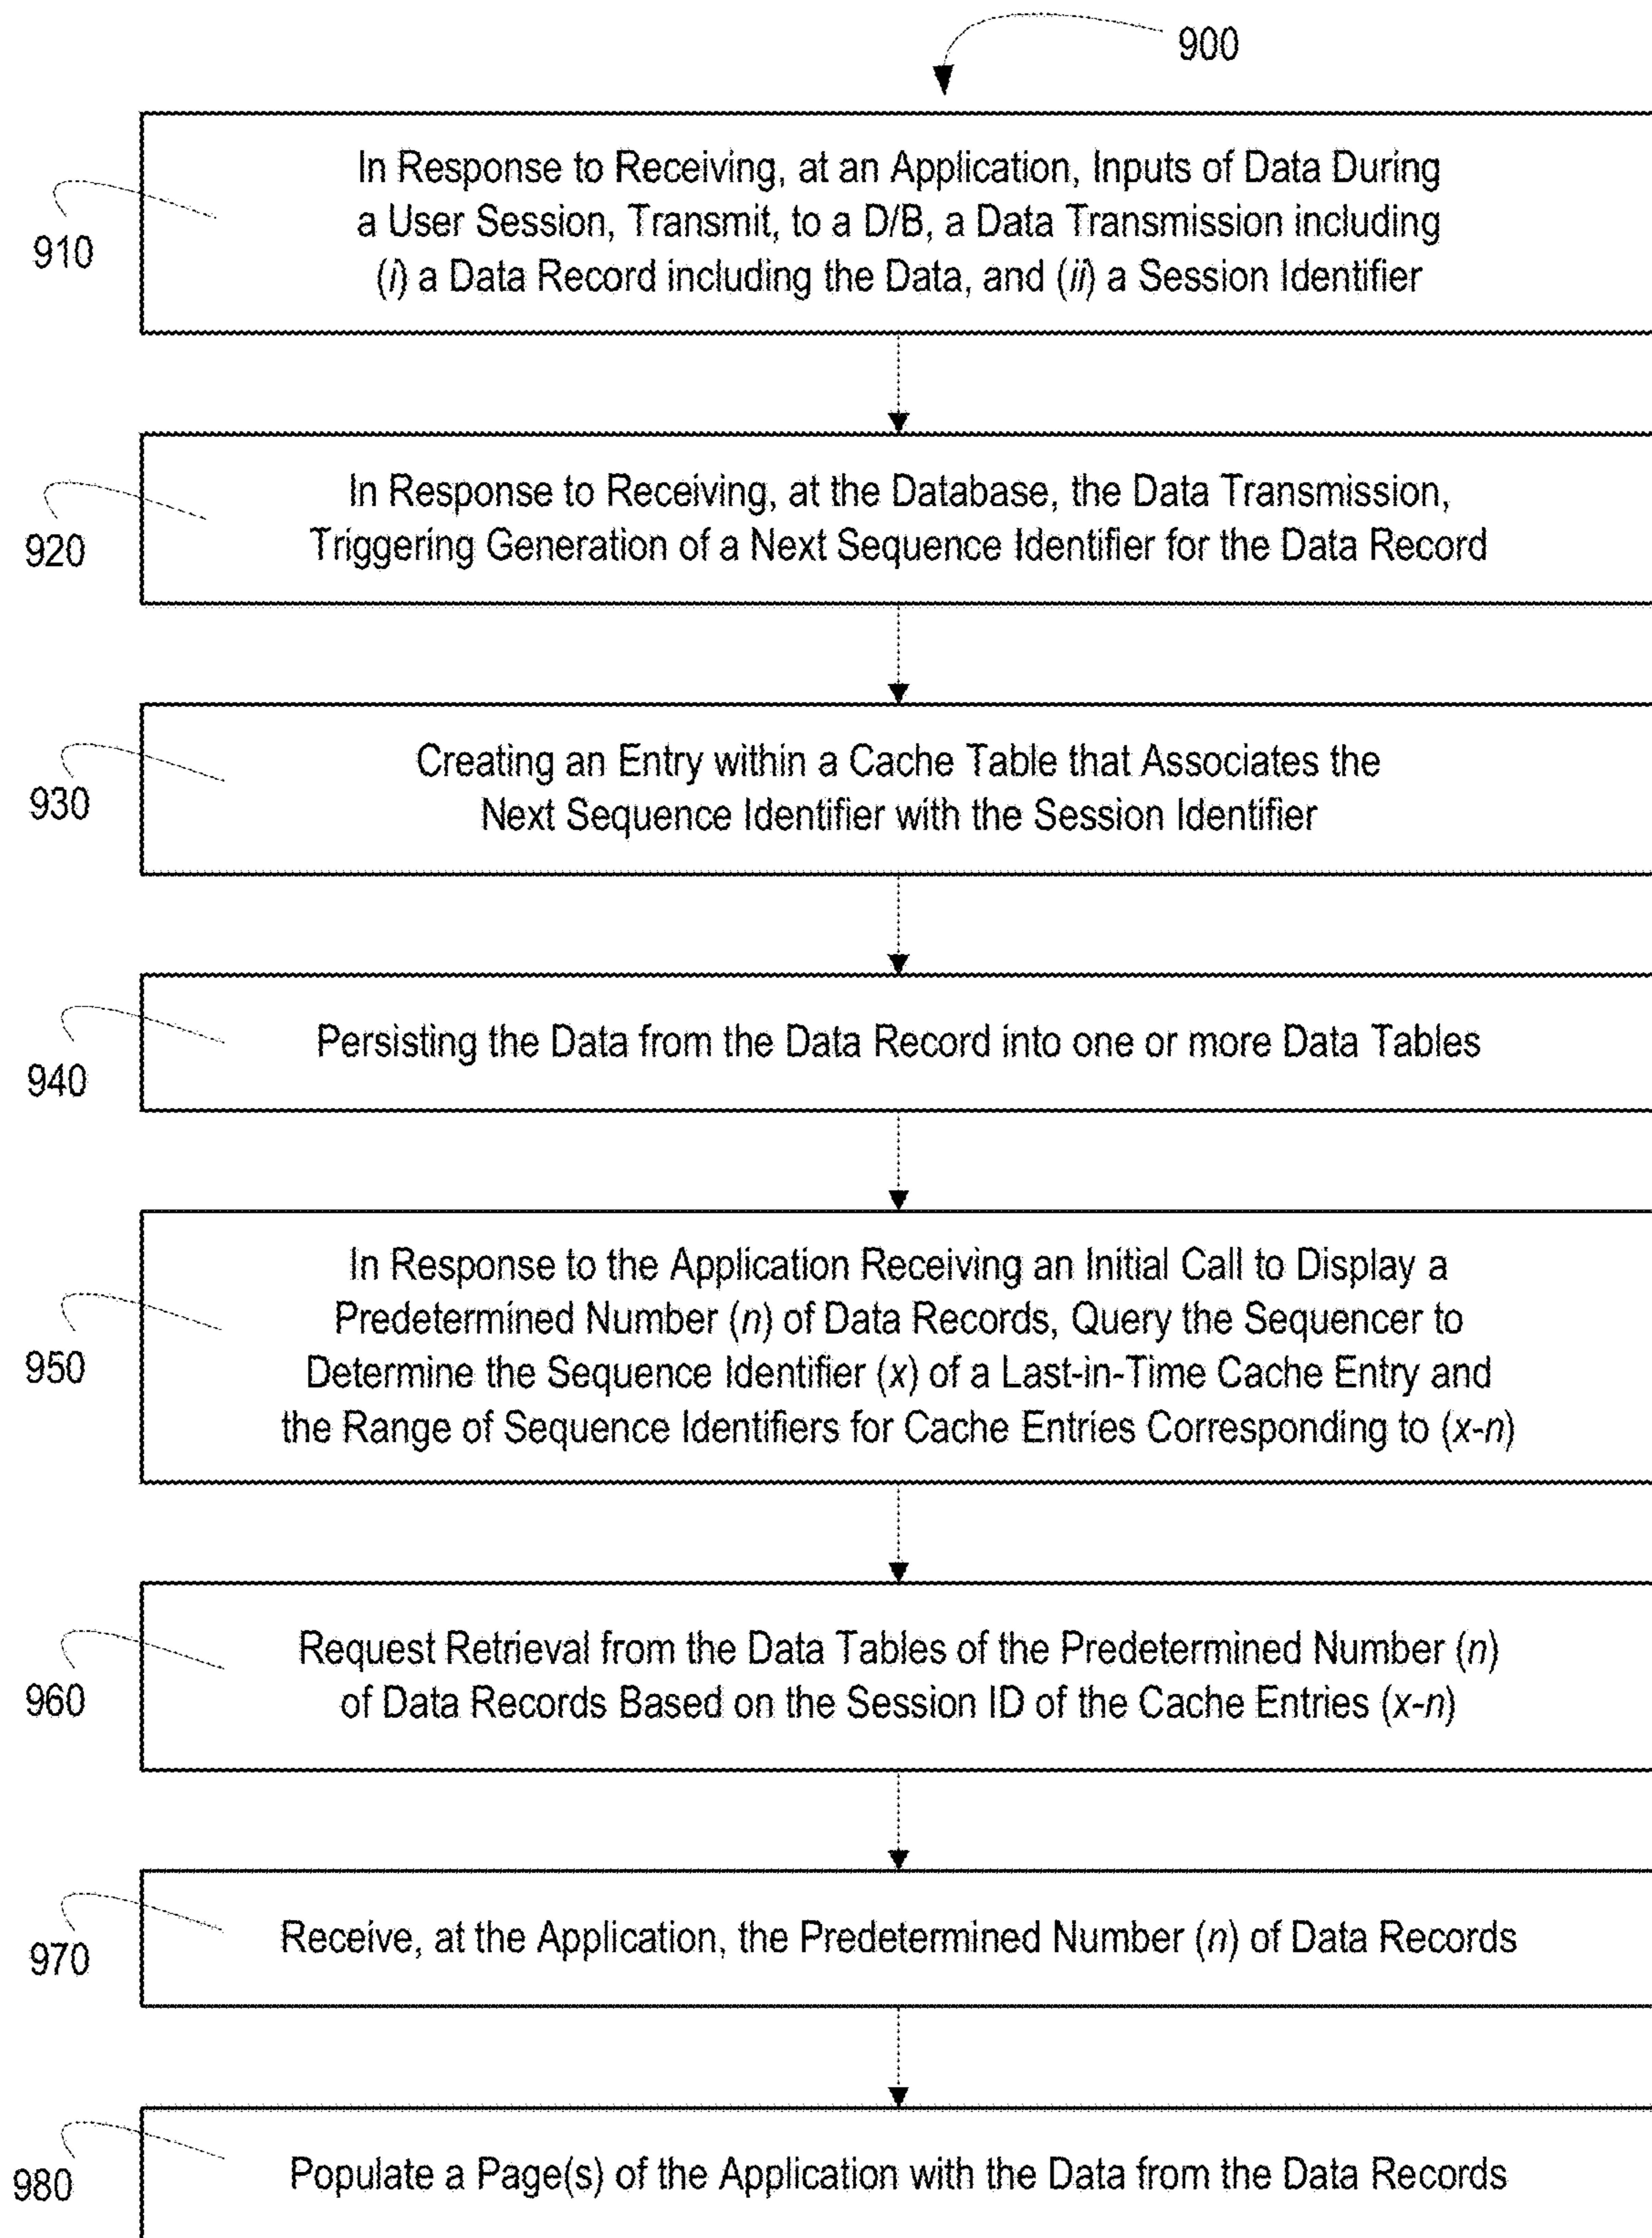 900
In Response to Receiving, at an Application, Inputs of Data During
a User Session, Transmit, to a D/B, a Data Transmission including
(i) a Data Record including the Data, and (ii) a Session Identifier
910
In Response to Receiving, at the Database, the Data Transmission,
Triggering Generation of a Next Sequence Identifier for the Data Record
920
Creating an Entry within a Cache Table that Associates the
Next Sequence Identifier with the Session Identifier
930
Persisting the Data from the Data Record into one or more Data Tables
940
In Response to the Application Receiving an Initial Call to Display a
Predetermined Number (n) of Data Records, Query the Sequencer to
Determine the Sequence Identifier (x) of a Last-in-Time Cache Entry and
the Range of Sequence Identifiers for Cache Entries Corresponding to (x-n)
950
Request Retrieval from the Data Tables of the Predetermined Number (n)
of Data Records Based on the Session ID of the Cache Entries (x-n)
960
Receive, at the Application, the Predetermined Number (n) of Data Records
970
Populate a Page(s) of the Application with the Data from the Data Records
980